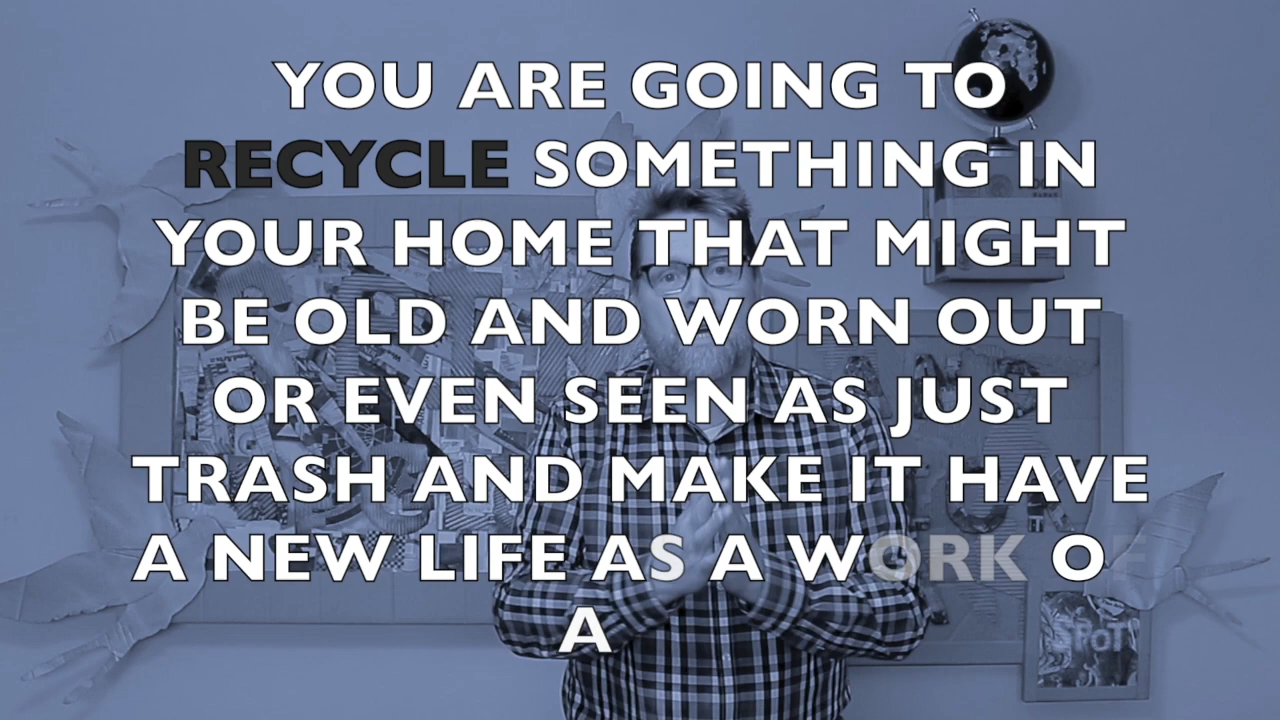 YOU ARE GOING TO
RECYCLE SOMETHING IN
YOUR HOME THAT MIGHT
BE OLD AND WORN OUT
OR EVEN SEEN AS JUST
TRASH AND MAKE IT HAVE
A NEW LIFE AS A WORK OF
A
SPOT